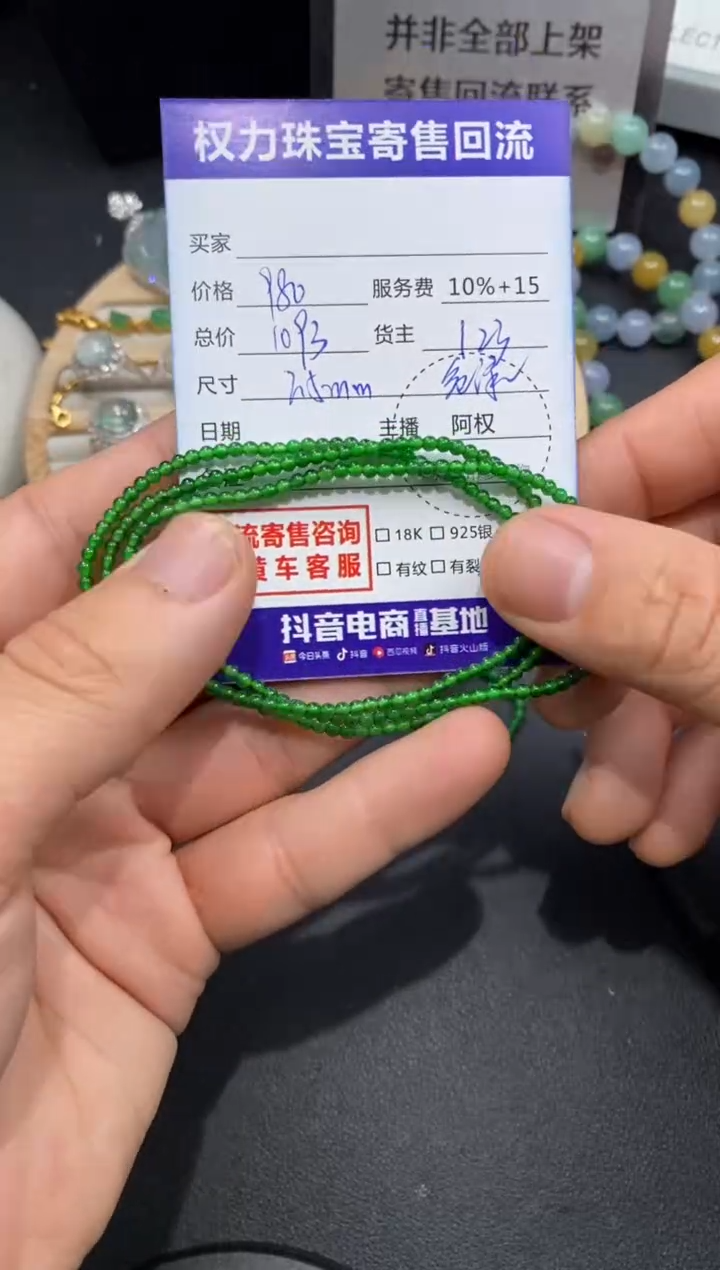 并非全部上架
寄售回流联系
权力珠宝寄售回流
买家
价格 980 服务费 10%+15
总价 1093 货主
尺寸 2.5mm
日期 主播 阿权
流寄售咨询 □ 18K □ 925银
黄车客服 □ 有纹 □ 有裂
抖音电商直播基地
今日头条 抖音 西瓜视频 抖音火山版